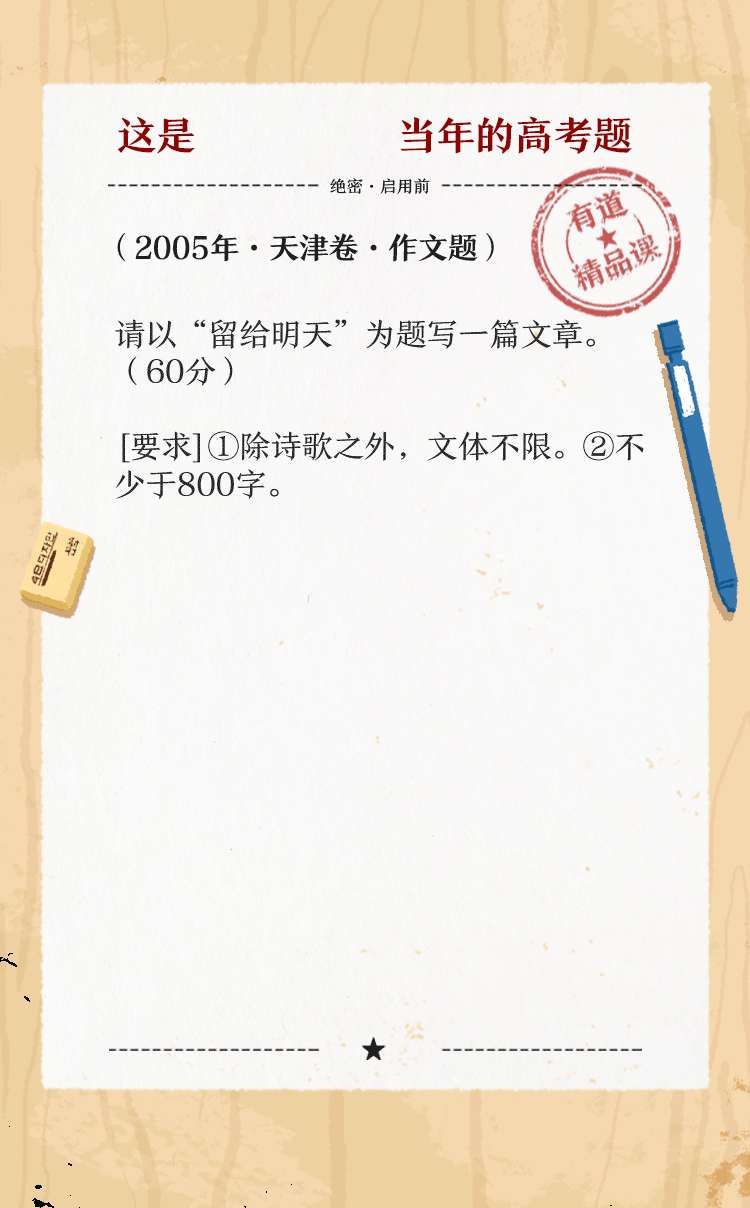 这是 当年的高考题
绝密·启用前
有道
精品课
（2005年·天津卷·作文题）
请以“留给明天”为题写一篇文章。
（60分）
[要求]①除诗歌之外，文体不限。②不
少于800字。